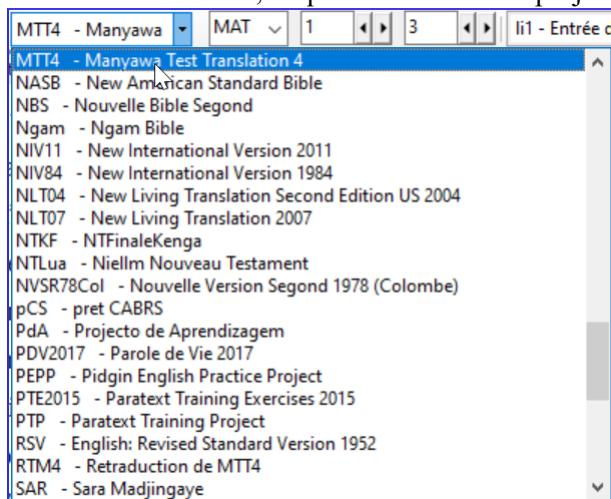 MTT4 - Manyawa MAT 1 3 li1 - Entrée
MTT4 - Manyawa Test Translation 4
NASB - New American Standard Bible
NBS - Nouvelle Bible Segond
Ngam - Ngam Bible
NIV11 - New International Version 2011
NIV84 - New International Version 1984
NLT04 - New Living Translation Second Edition US 2004
NLT07 - New Living Translation 2007
NTKF - NTFinaleKenga
NTLua - Niellm Nouveau Testament
NVSR78Col - Nouvelle Version Segond 1978 (Colombe)
pCS - pret CABRS
PdA - Projecto de Aprendizagem
PDV2017 - Parole de Vie 2017
PEPP - Pidgin English Practice Project
PTE2015 - Paratext Training Exercises 2015
PTP - Paratext Training Project
RSV - English: Revised Standard Version 1952
RTM4 - Retraduction de MTT4
SAR - Sara Madjingaye